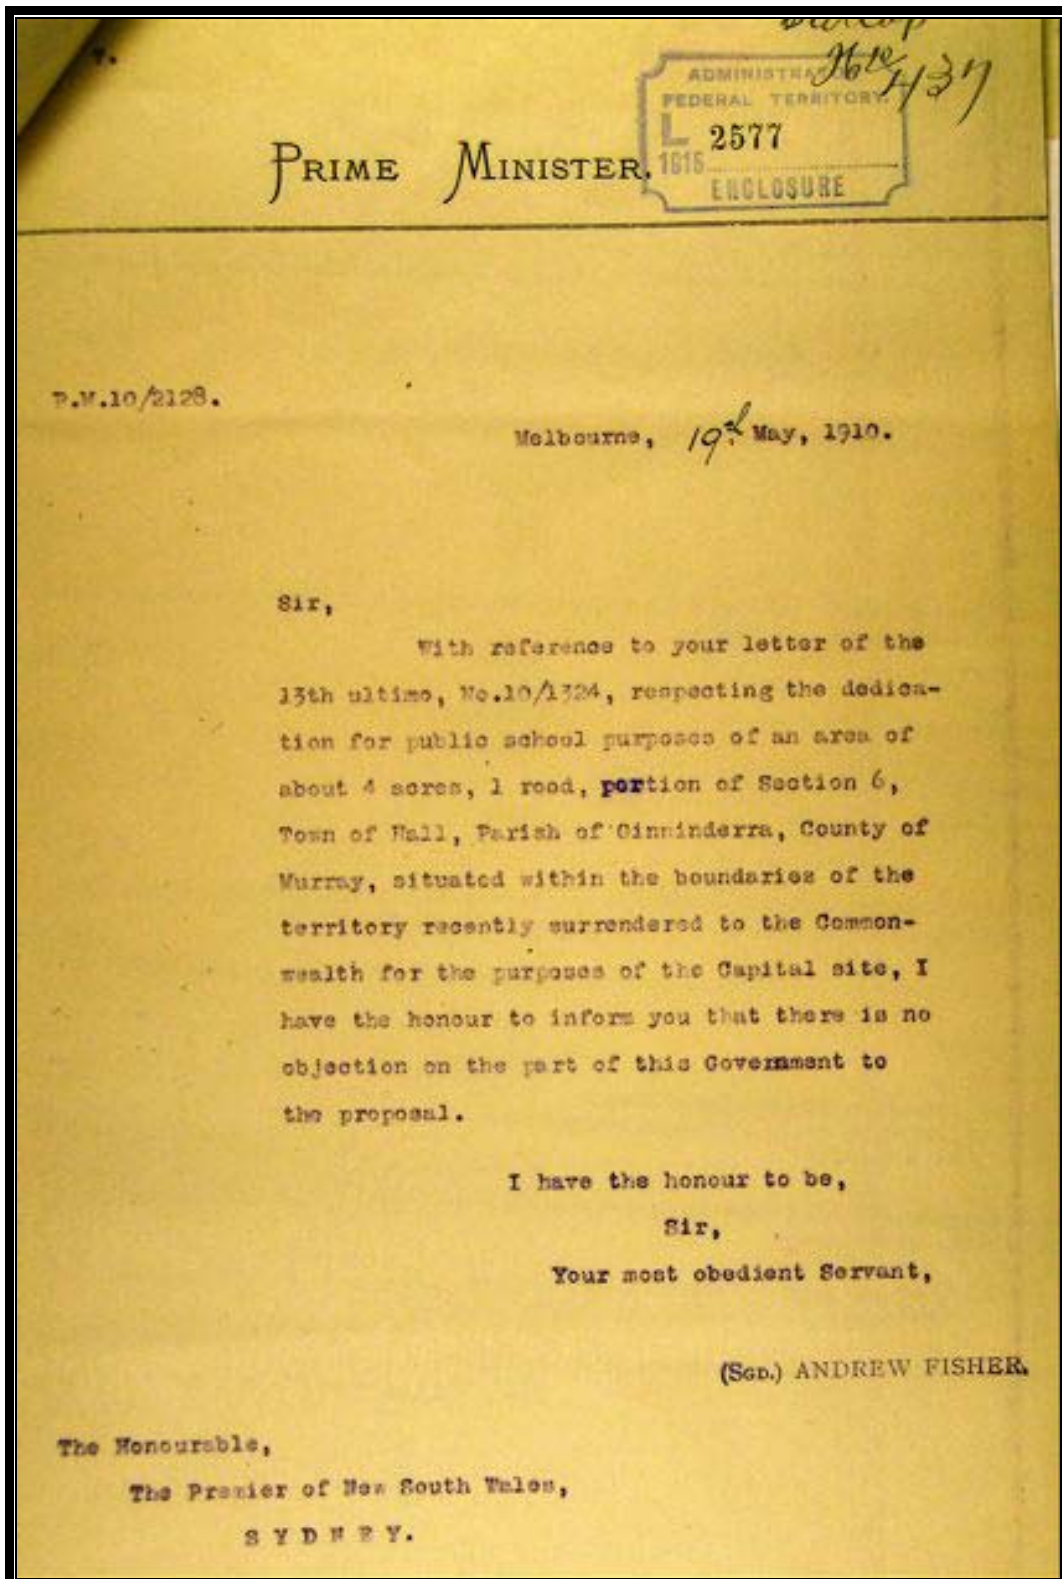 ADMINISTRA
FEDERAL TERRITORY.
L 2577
1616
ENCLOSURE
437
PRIME MINISTER.
P.M.10/2128.
Melbourne, 19th May, 1910.
Sir,
With reference to your letter of the
13th ultimo, No.10/1324, respecting the dedica-
tion for public school purposes of an area of
about 4 acres, 1 rood, portion of Section 6,
Town of Hall, Parish of Ginninderra, County of
Murray, situated within the boundaries of the
territory recently surrendered to the Common-
wealth for the purposes of the Capital site, I
have the honour to inform you that there is no
objection on the part of this Government to
the proposal.
I have the honour to be,
Sir,
Your most obedient Servant,
(SGD.) ANDREW FISHER.
The Honourable,
The Premier of New South Wales,
SYDNEY.